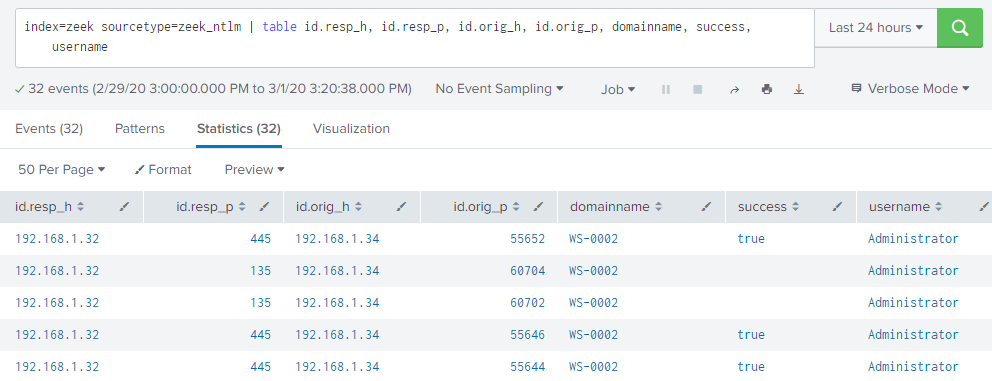 index=zeek sourcetype=zeek_ntlm | table id.resp_h, id.resp_p, id.orig_h, id.orig_p, domainname, success,
username
Last 24 hours
32 events (2/29/20 3:00:00.000 PM to 3/1/20 3:20:38.000 PM) No Event Sampling Job Verbose Mode
Events (32) Patterns Statistics (32) Visualization
50 Per Page Format Preview
id.resp_h id.resp_p id.orig_h id.orig_p domainname success username
192.168.1.32 445 192.168.1.34 55652 WS-0002 true Administrator
192.168.1.32 135 192.168.1.34 60704 WS-0002 Administrator
192.168.1.32 135 192.168.1.34 60702 WS-0002 Administrator
192.168.1.32 445 192.168.1.34 55646 WS-0002 true Administrator
192.168.1.32 445 192.168.1.34 55644 WS-0002 true Administrator